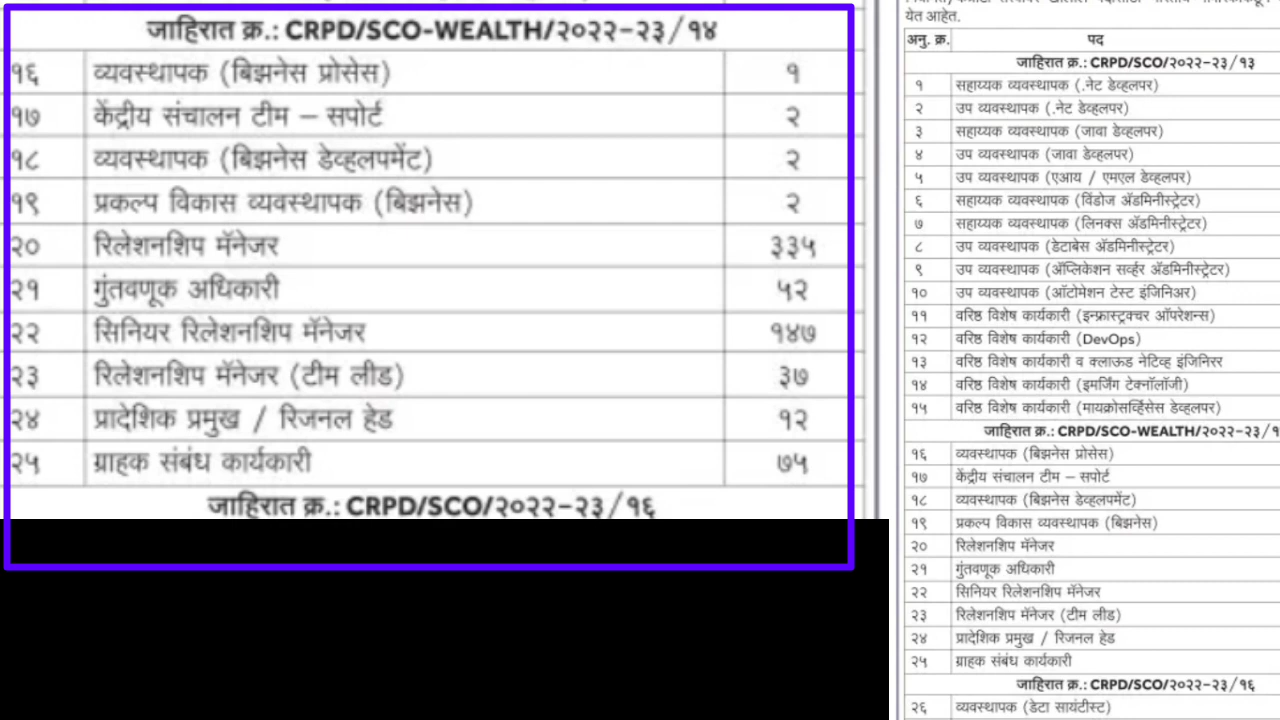 जाहिरात क्र.: CRPD/SCO-WEALTH/२०२२-२३/१४
१६ व्यवस्थापक (बिझनेस प्रोसेस) १
१७ केंद्रीय संचालन टीम – सपोर्ट २
१८ व्यवस्थापक (बिझनेस डेव्हलपमेंट) २
१९ प्रकल्प विकास व्यवस्थापक (बिझनेस) २
२० रिलेशनशिप मॅनेजर ३३५
२१ गुंतवणूक अधिकारी ५२
२२ सिनियर रिलेशनशिप मॅनेजर १४७
२३ रिलेशनशिप मॅनेजर (टीम लीड) ३७
२४ प्रादेशिक प्रमुख / रिजनल हेड १२
२५ ग्राहक संबंध कार्यकारी ७५
जाहिरात क्र.: CRPD/SCO/२०२२-२३/१६
येत आहेत.
अनु. क्र. पद
जाहिरात क्र.: CRPD/SCO/२०२२-२३/१३
१ सहाय्यक व्यवस्थापक (.नेट डेव्हलपर)
२ उप व्यवस्थापक (.नेट डेव्हलपर)
३ सहाय्यक व्यवस्थापक (जावा डेव्हलपर)
४ उप व्यवस्थापक (जावा डेव्हलपर)
५ उप व्यवस्थापक (एआय / एमएल डेव्हलपर)
६ सहाय्यक व्यवस्थापक (विंडोज ॲडमिनीस्ट्रेटर)
७ सहाय्यक व्यवस्थापक (लिनक्स ॲडमिनीस्ट्रेटर)
८ उप व्यवस्थापक (डेटाबेस ॲडमिनीस्ट्रेटर)
९ उप व्यवस्थापक (ॲप्लिकेशन सर्व्हर ॲडमिनीस्ट्रेटर)
१० उप व्यवस्थापक (ऑटोमेशन टेस्ट इंजिनिअर)
११ वरिष्ठ विशेष कार्यकारी (इन्फ्रास्ट्रक्चर ऑपरेशन्स)
१२ वरिष्ठ विशेष कार्यकारी (DevOps)
१३ वरिष्ठ विशेष कार्यकारी व क्लाऊड नेटिव्ह इंजिनिरर
१४ वरिष्ठ विशेष कार्यकारी (इमर्जिंग टेक्नॉलॉजी)
१५ वरिष्ठ विशेष कार्यकारी (मायक्रोसर्व्हिसेस डेव्हलपर)
जाहिरात क्र.: CRPD/SCO-WEALTH/२०२२-२३/१
१६ व्यवस्थापक (बिझनेस प्रोसेस)
१७ केंद्रीय संचालन टीम – सपोर्ट
१८ व्यवस्थापक (बिझनेस डेव्हलपमेंट)
१९ प्रकल्प विकास व्यवस्थापक (बिझनेस)
२० रिलेशनशिप मॅनेजर
२१ गुंतवणूक अधिकारी
२२ सिनियर रिलेशनशिप मॅनेजर
२३ रिलेशनशिप मॅनेजर (टीम लीड)
२४ प्रादेशिक प्रमुख / रिजनल हेड
२५ ग्राहक संबंध कार्यकारी
जाहिरात क्र.: CRPD/SCO/२०२२-२३/१६
२६ व्यवस्थापक (डेटा सायंटीस्ट)